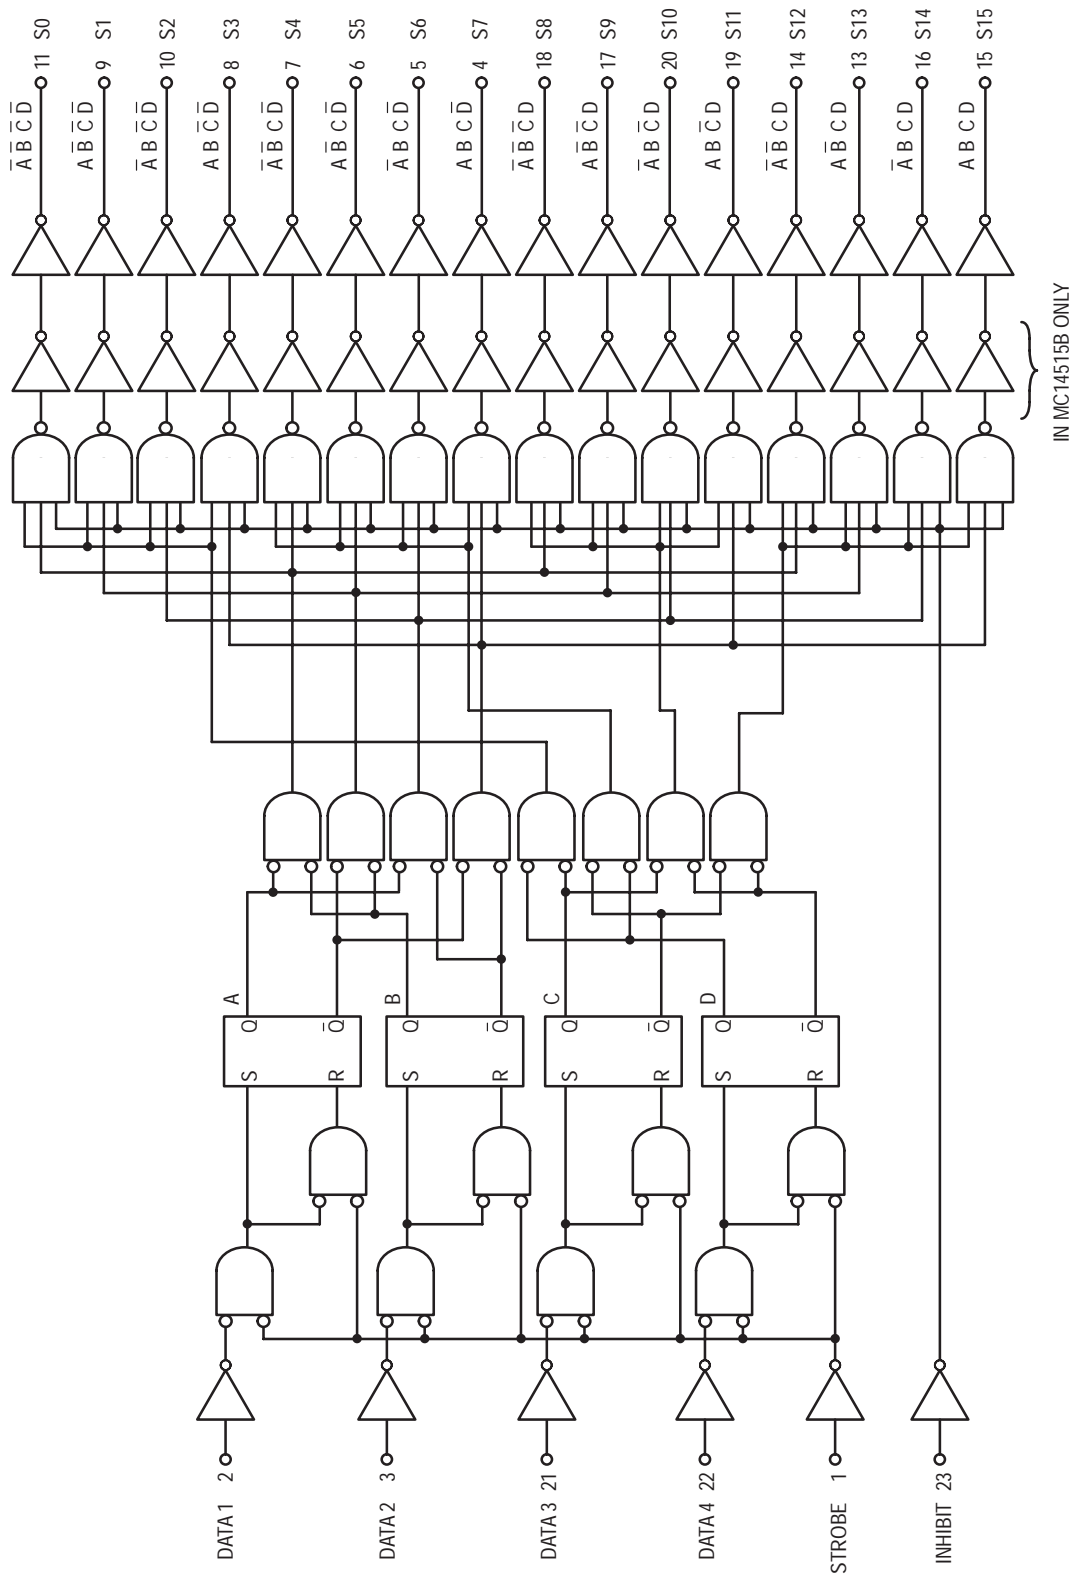 11 S0
9 S1
10 S2
8 S3
7 S4
6 S5
5 S6
4 S7
18 S8
17 S9
20 S10
19 S11
14 S12
13 S13
16 S14
15 S15
A̅ B̅ C̅ D̅
A B̅ C̅ D̅
A̅ B C̅ D̅
A B C̅ D̅
A̅ B̅ C D̅
A B̅ C D̅
A̅ B C D̅
A B C D̅
A̅ B̅ C̅ D
A B̅ C̅ D
A̅ B C̅ D
A B C̅ D
A̅ B̅ C D
A B̅ C D
A̅ B C D
A B C D
IN MC14515B ONLY
A
B
C
D
Q
Q̅
Q
Q̅
Q
Q̅
Q
Q̅
S
R
S
R
S
R
S
R
DATA 1 2
DATA 2 3
DATA 3 21
DATA 4 22
STROBE 1
INHIBIT 23